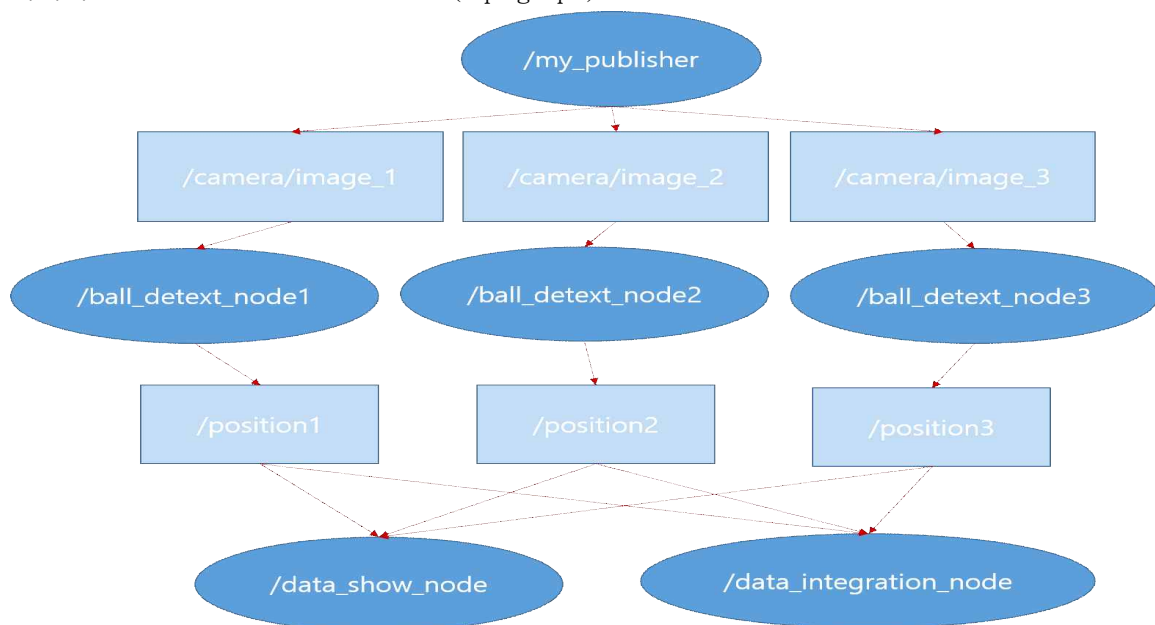 /my_publisher
/camera/image_1
/camera/image_2
/camera/image_3
/ball_detext_node1
/ball_detext_node2
/ball_detext_node3
/position1
/position2
/position3
/data_show_node
/data_integration_node